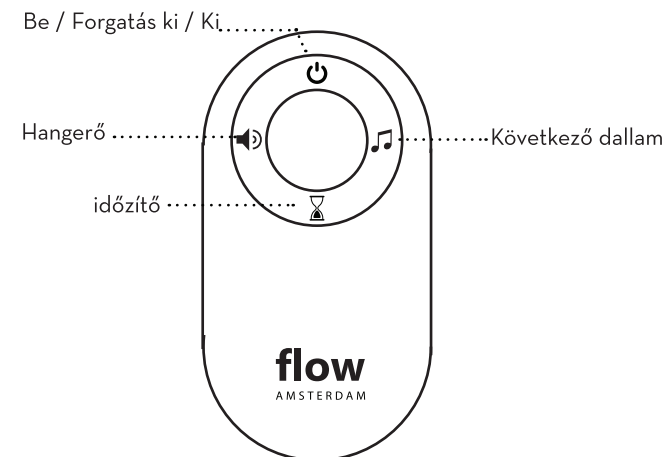 Be / Forgatás ki / Ki
Hangerő
Következő dallam
időzítő
flow
AMSTERDAM